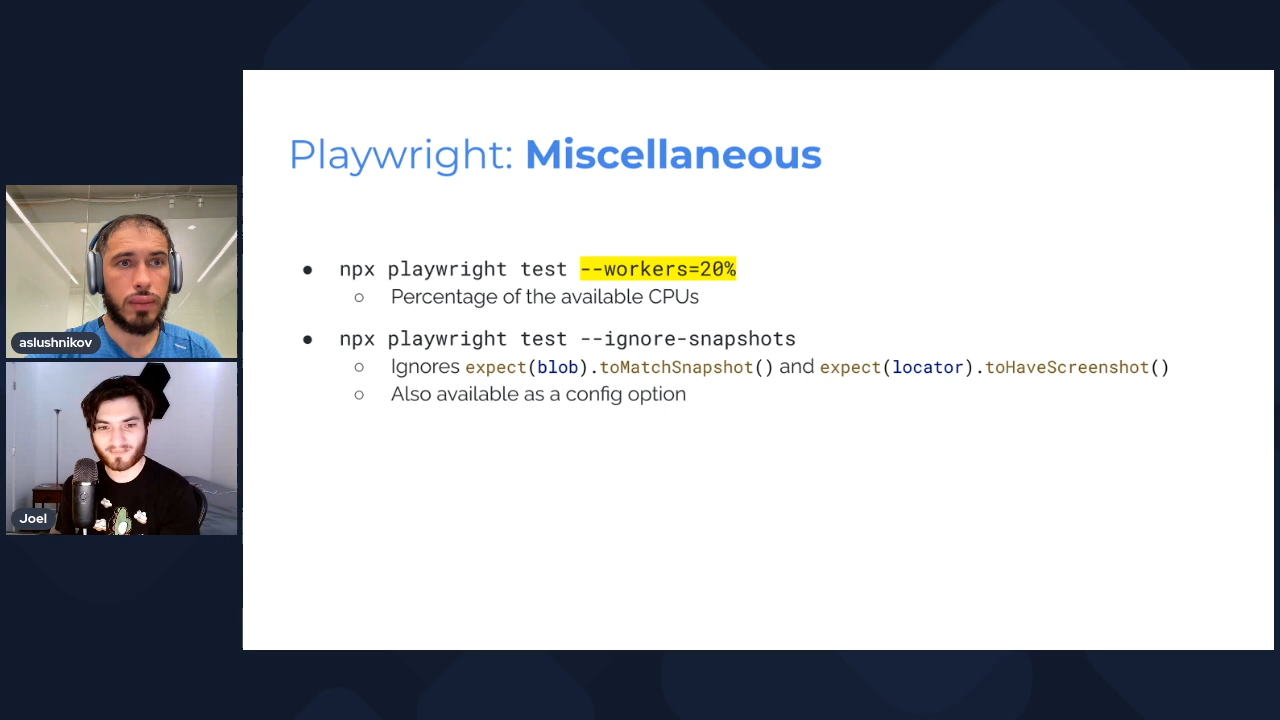 Playwright: Miscellaneous
● npx playwright test --workers=20%
○ Percentage of the available CPUs
● npx playwright test --ignore-snapshots
○ Ignores expect(blob).toMatchSnapshot() and expect(locator).toHaveScreenshot()
○ Also available as a config option
aslushnikov
Joel